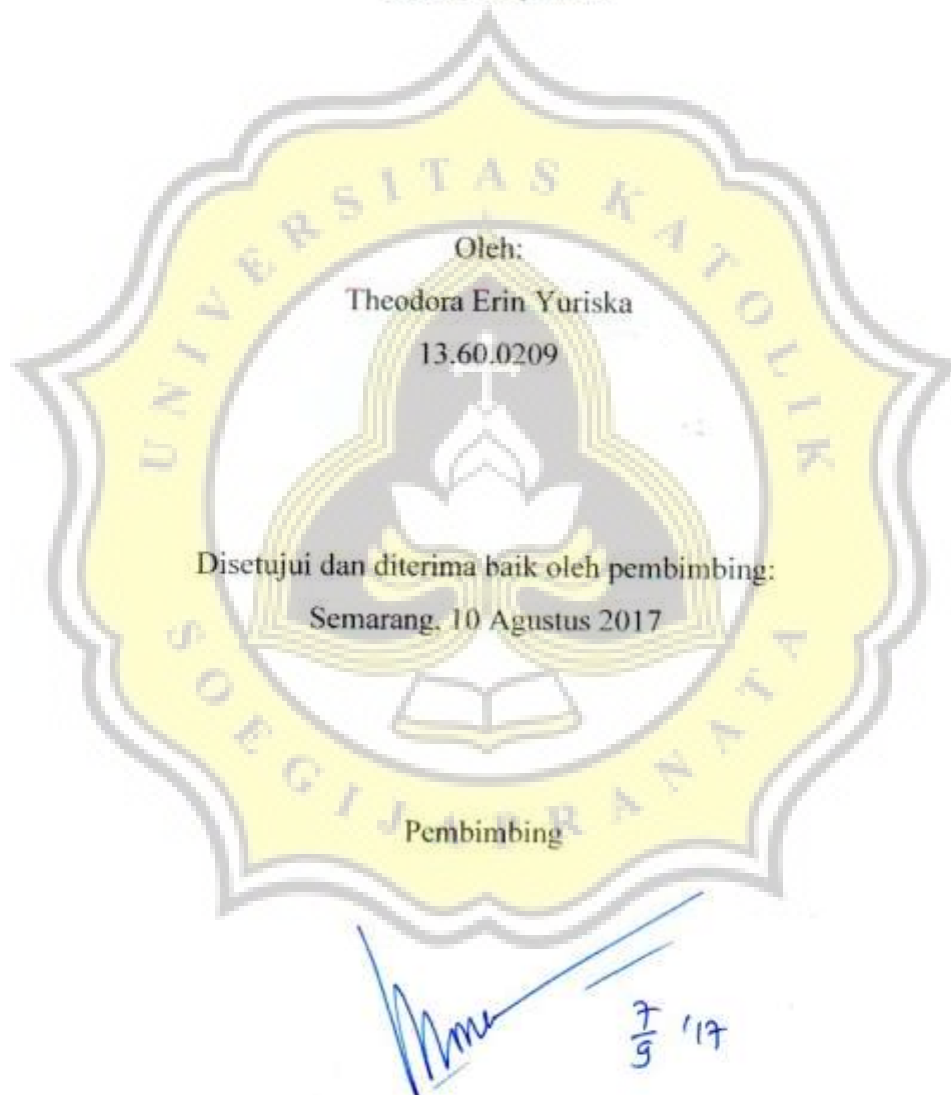 UNIVERSITAS KATOLIK
Oleh:
Theodora Erin Yuriska
13.60.0209
Disetujui dan diterima baik oleh pembimbing:
Semarang, 10 Agustus 2017
SOEGIJAPRANATA
Pembimbing
7/9 '17